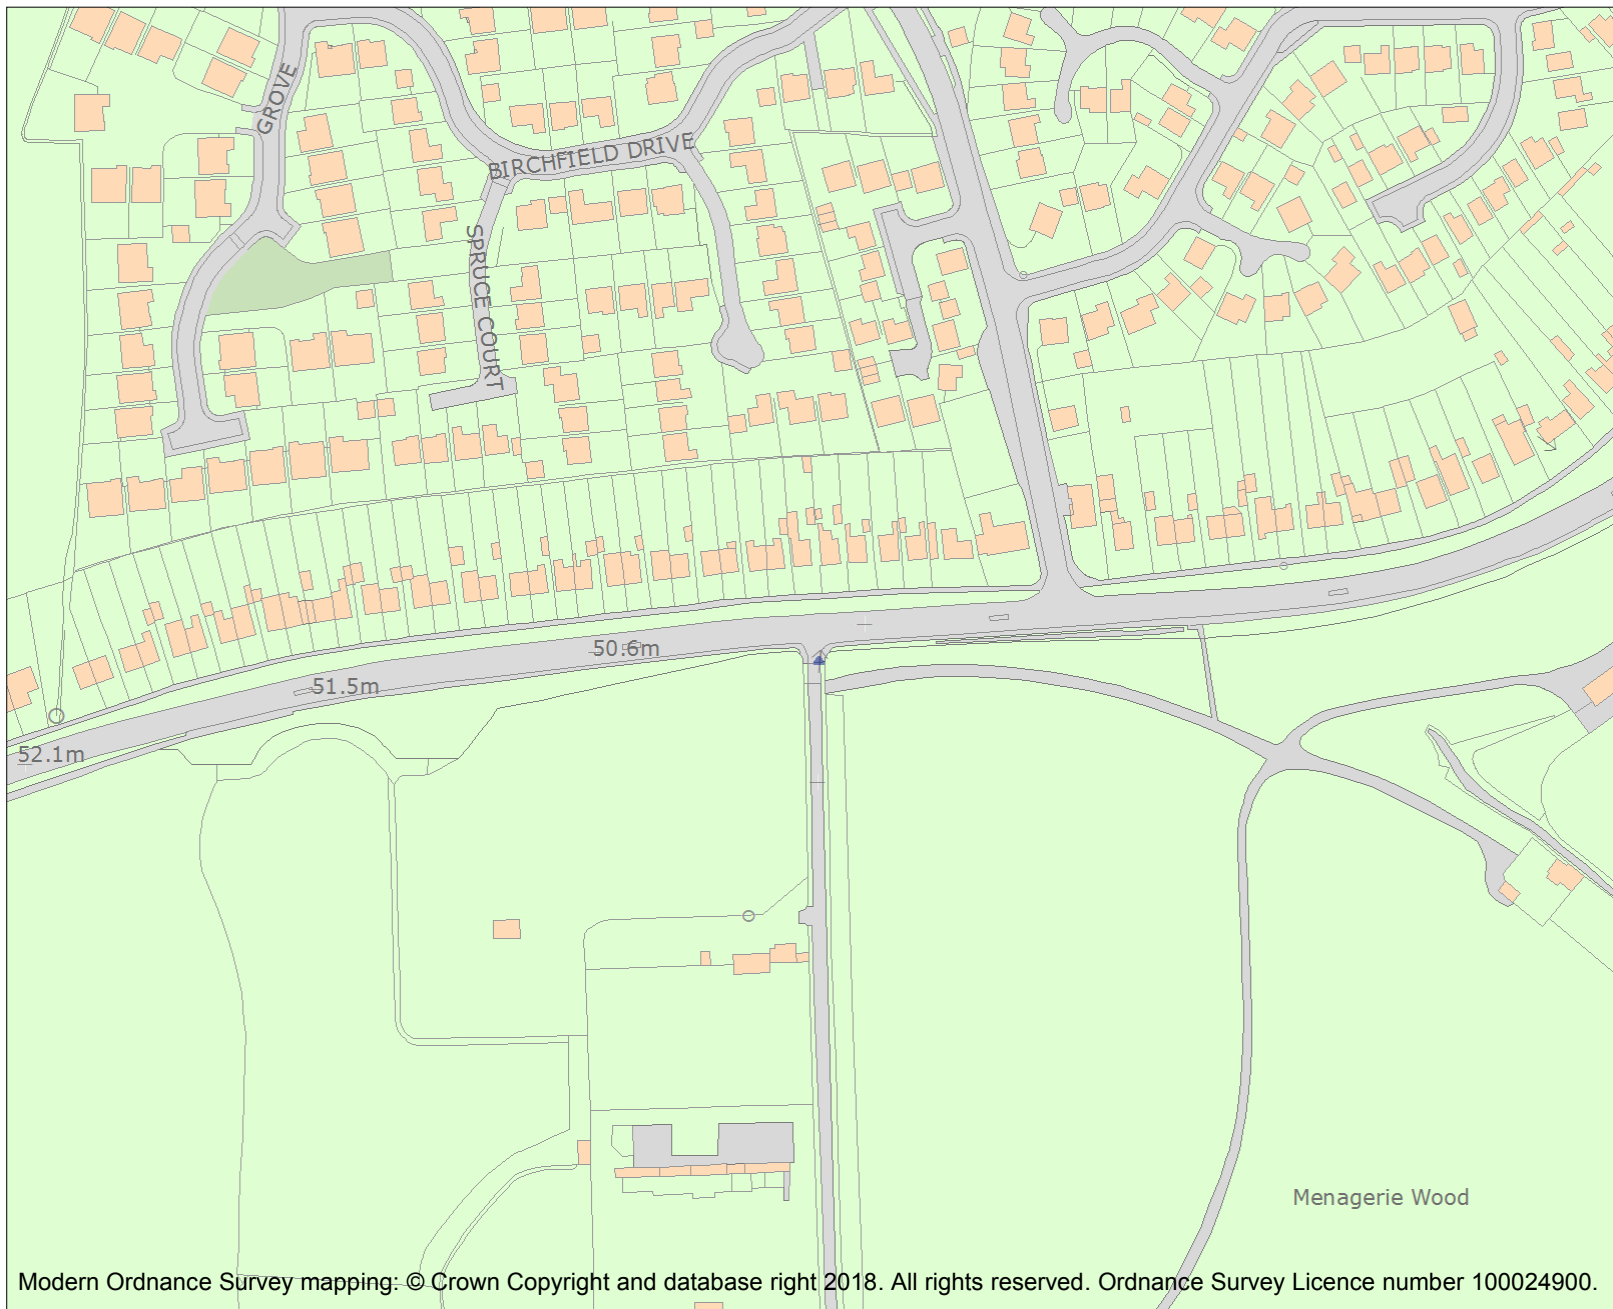 GROVE
BIRCHFIELD DRIVE
SPRUCE COURT
50.6m
51.5m
52.1m
Menagerie Wood
Modern Ordnance Survey mapping: © Crown Copyright and database right 2018. All rights reserved. Ordnance Survey Licence number 100024900.